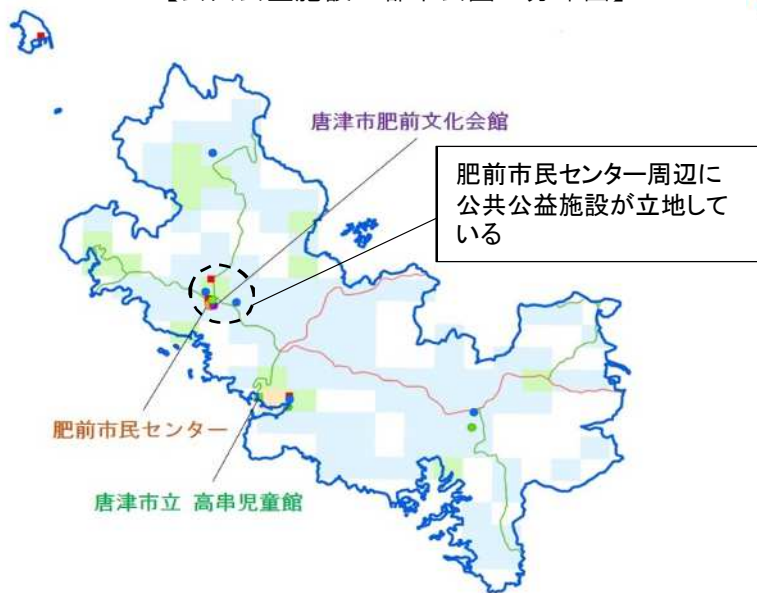 唐津市肥前文化会館
肥前市民センター周辺に
公共公益施設が立地して
いる
肥前市民センター
唐津市立 高串児童館